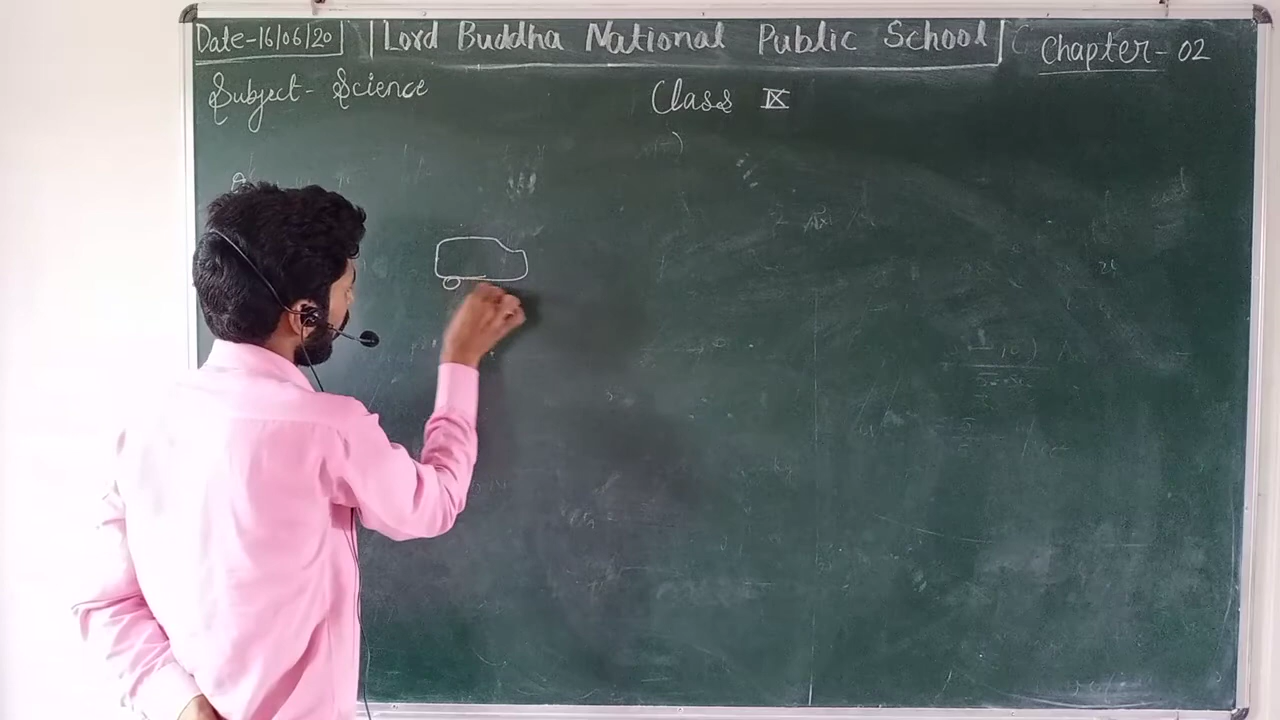 Date-16/06/20 Lord Buddha National Public School Chapter-02
Subject- Science Class IX